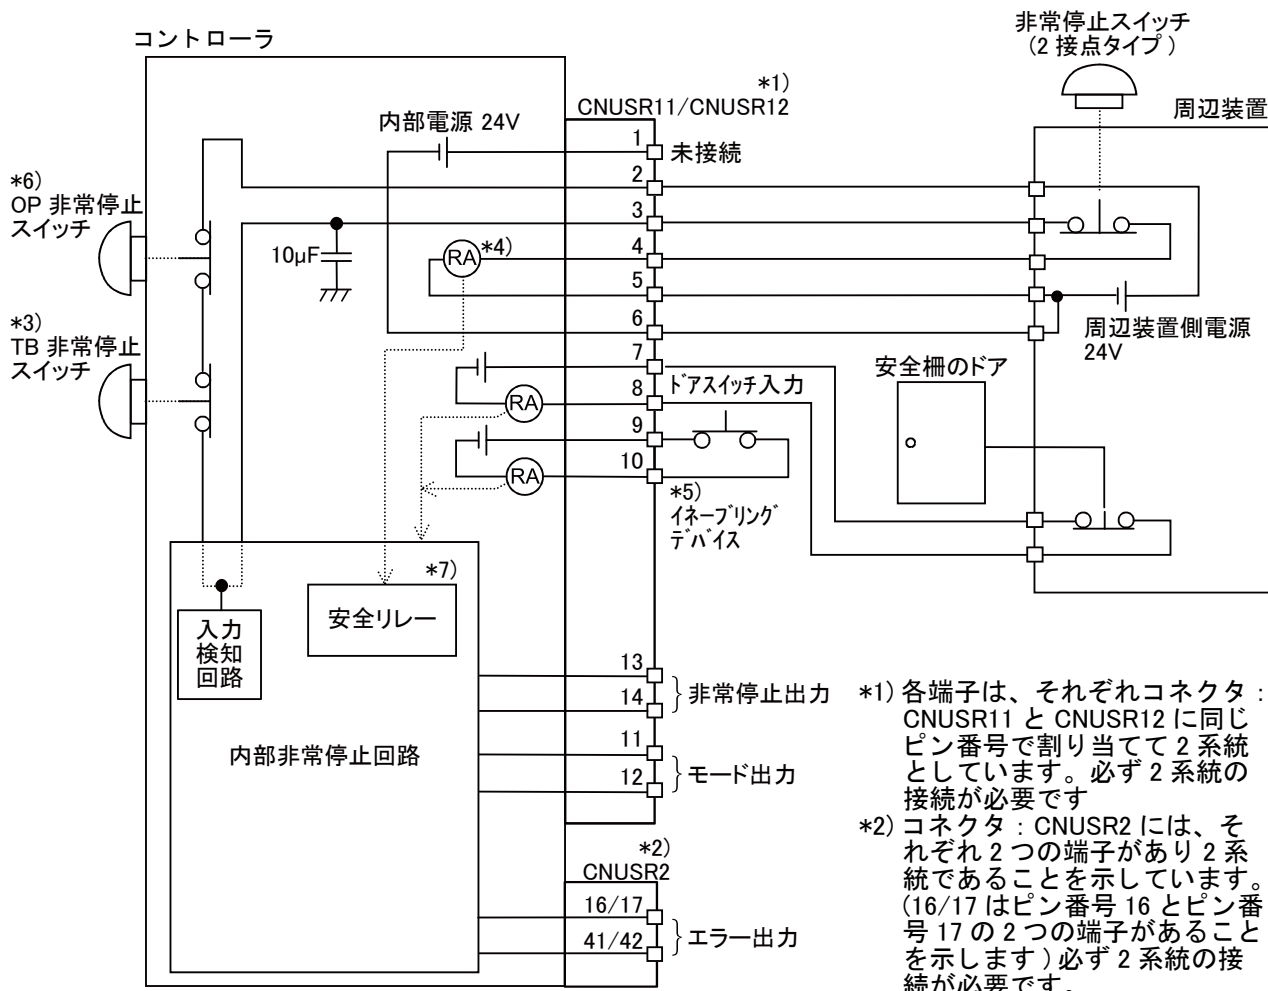 コントローラ
非常停止スイッチ
(2 接点タイプ)
*1)
CNUSR11/CNUSR12
周辺装置
内部電源 24V
1
未接続
2
3
4
5
6
7
8
9
10
*6)
OP 非常停止
スイッチ
10μF
RA
*4)
*3)
TB 非常停止
スイッチ
周辺装置側電源
24V
安全柵のドア
ドアスイッチ入力
RA
RA
*5)
イネーブリング
デバイス
*7)
安全リレー
入力
検知
回路
内部非常停止回路
13
14
非常停止出力
11
12
モード出力
*2)
CNUSR2
16/17
41/42
エラー出力
*1) 各端子は、それぞれコネクタ：
CNUSR11 と CNUSR12 に同じ
ピン番号で割り当てて 2 系統
としています。必ず 2 系統の
接続が必要です
*2) コネクタ：CNUSR2 には、そ
れぞれ 2 つの端子があり 2 系
統であることを示しています。
(16/17 はピン番号 16 とピン番
号 17 の 2 つの端子があること
を示します) 必ず 2 系統の接
続が必要です。